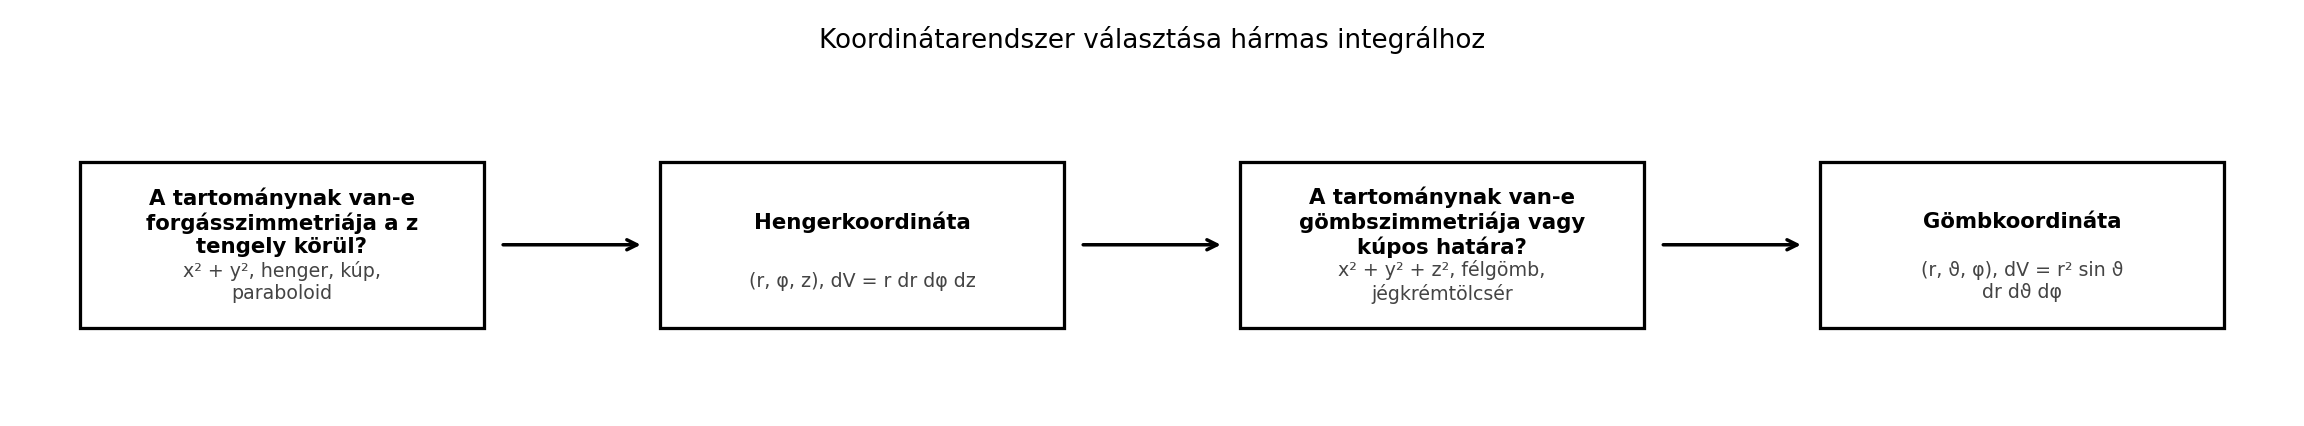 Koordinátarendszer választása hármas integrálhoz
A tartománynak van-e
forgásszimmetriája a z
tengely körül?
x² + y², henger, kúp,
paraboloid
Hengerkoordináta
(r, φ, z), dV = r dr dφ dz
A tartománynak van-e
gömbszimmetriája vagy
kúpos határa?
x² + y² + z², félgömb,
jégkrémtölcsér
Gömbkoordináta
(r, ϑ, φ), dV = r² sin ϑ
dr dϑ dφ